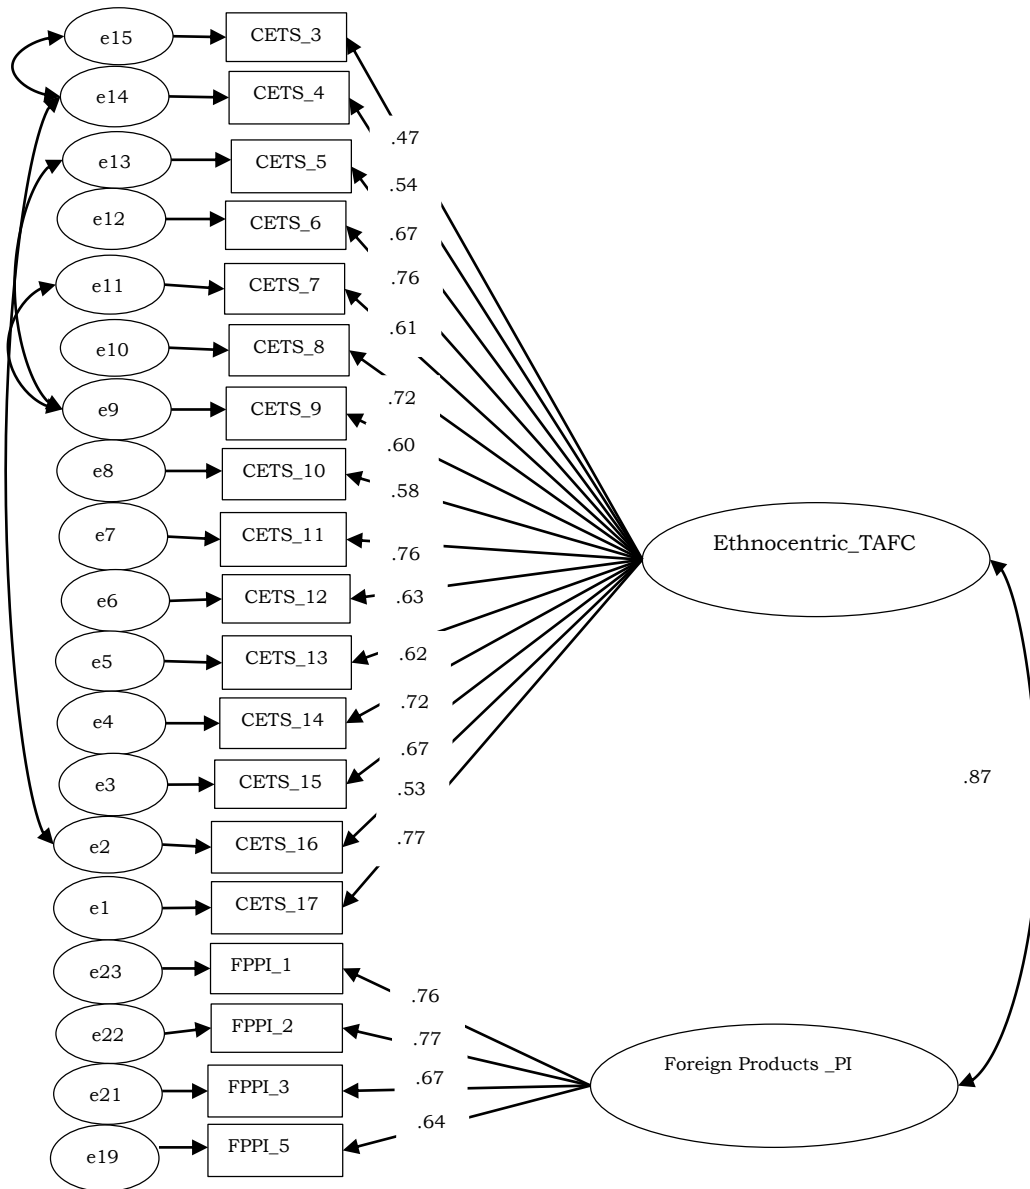 e15 CETS_3
e14 CETS_4
.47
e13 CETS_5
.54
e12 CETS_6
.67
e11 CETS_7
.76
.61
e10 CETS_8
.72
e9 CETS_9
.60
e8 CETS_10
.58
e7 CETS_11
Ethnocentric_TAFC
.76
e6 CETS_12
.63
e5 CETS_13
.62
e4 CETS_14
.72
.67
e3 CETS_15
.87
.53
e2 CETS_16
.77
e1 CETS_17
e23 FPPI_1
.76
e22 FPPI_2
.77
Foreign Products _PI
.67
e21 FPPI_3
.64
e19 FPPI_5